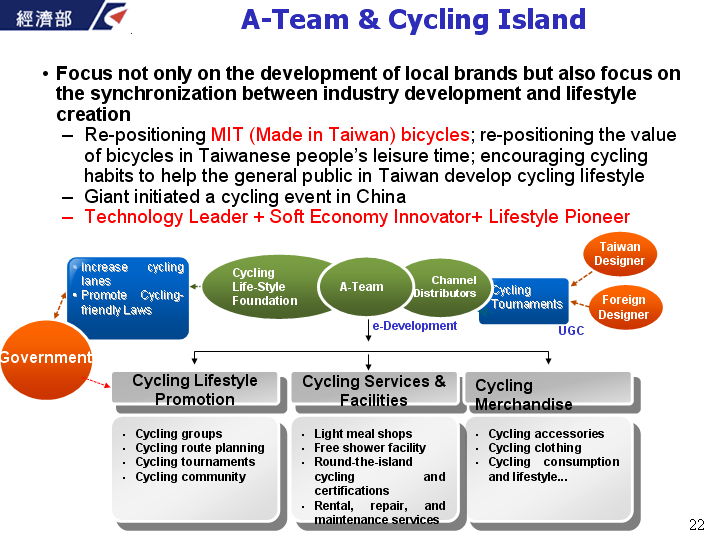 經濟部
A-Team & Cycling Island
• Focus not only on the development of local brands but also focus on
the synchronization between industry development and lifestyle
creation
– Re-positioning MIT (Made in Taiwan) bicycles; re-positioning the value
of bicycles in Taiwanese people's leisure time; encouraging cycling
habits to help the general public in Taiwan develop cycling lifestyle
– Giant initiated a cycling event in China
– Technology Leader + Soft Economy Innovator+ Lifestyle Pioneer
• Increase cycling
lanes
• Promote Cycling-
friendly Laws
Cycling
Life-Style
Foundation
A-Team
Channel
Distributors
Cycling
Tournaments
Taiwan
Designer
Foreign
Designer
UGC
e-Development
Government
Cycling Lifestyle
Promotion
• Cycling groups
• Cycling route planning
• Cycling tournaments
• Cycling community
Cycling Services &
Facilities
• Light meal shops
• Free shower facility
• Round-the-island
cycling and
certifications
• Rental, repair, and
maintenance services
Cycling
Merchandise
• Cycling accessories
• Cycling clothing
• Cycling consumption
and lifestyle...
22